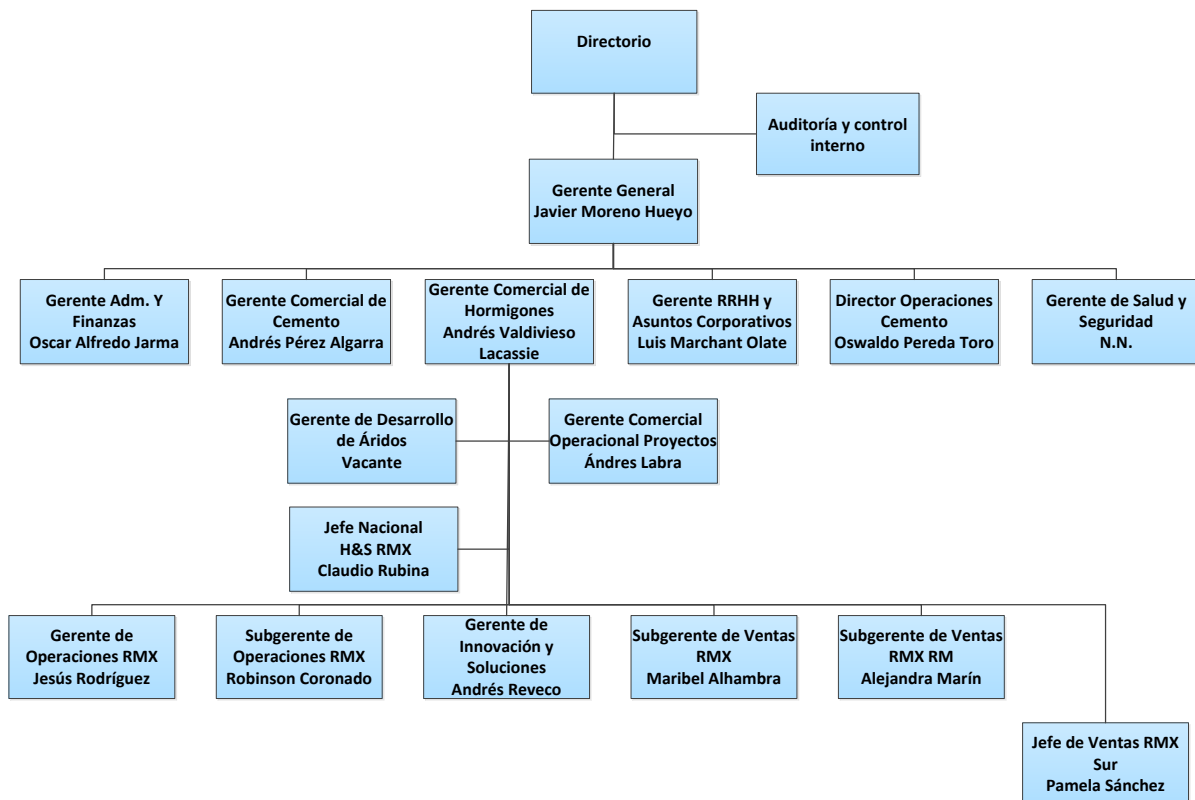 Directorio
Auditoría y control
interno
Gerente General
Javier Moreno Hueyo
Gerente Adm. Y
Finanzas
Oscar Alfredo Jarma
Gerente Comercial de
Cemento
Andrés Pérez Algarra
Gerente Comercial de
Hormigones
Andrés Valdivieso
Lacassie
Gerente RRHH y
Asuntos Corporativos
Luis Marchant Olate
Director Operaciones
Cemento
Oswaldo Pereda Toro
Gerente de Salud y
Seguridad
N.N.
Gerente de Desarrollo
de Áridos
Vacante
Gerente Comercial
Operacional Proyectos
Ándres Labra
Jefe Nacional
H&S RMX
Claudio Rubina
Gerente de
Operaciones RMX
Jesús Rodríguez
Subgerente de
Operaciones RMX
Robinson Coronado
Gerente de
Innovación y
Soluciones
Andrés Reveco
Subgerente de Ventas
RMX
Maribel Alhambra
Subgerente de Ventas
RMX RM
Alejandra Marín
Jefe de Ventas RMX
Sur
Pamela Sánchez